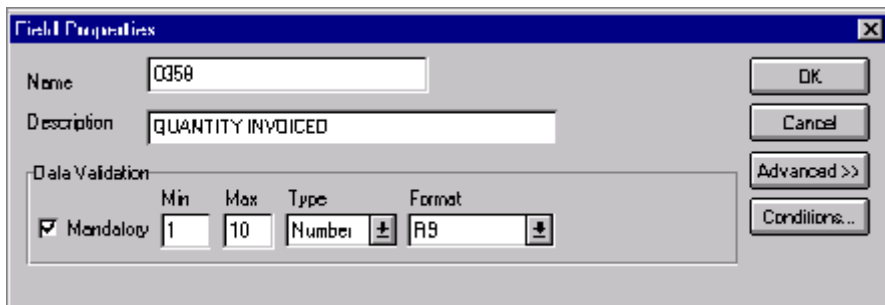 Field Properties
Name 0358
OK
Description QUANTITY INVOICED
Cancel
Data Validation
Advanced >>
Min Max Type Format
Mandatory 1 10 Number R9
Conditions...